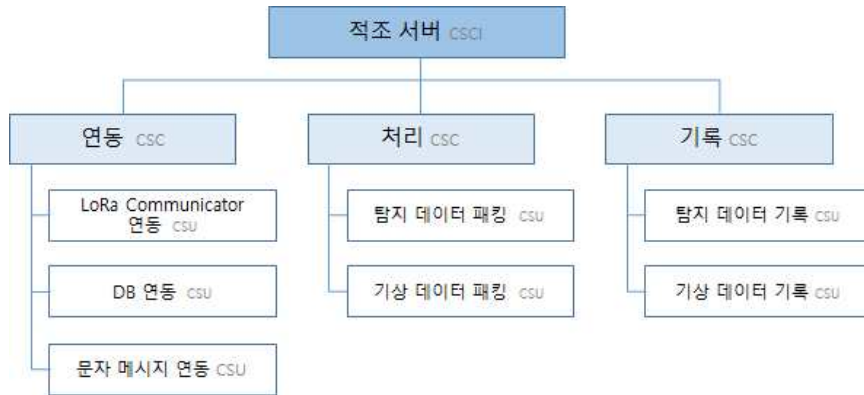 적조 서버 CSCI
연동 CSC
처리 CSC
기록 CSC
LoRa Communicator
연동 CSU
탐지 데이터 패킹 CSU
탐지 데이터 기록 CSU
DB 연동 CSU
기상 데이터 패킹 CSU
기상 데이터 기록 CSU
문자 메시지 연동 CSU